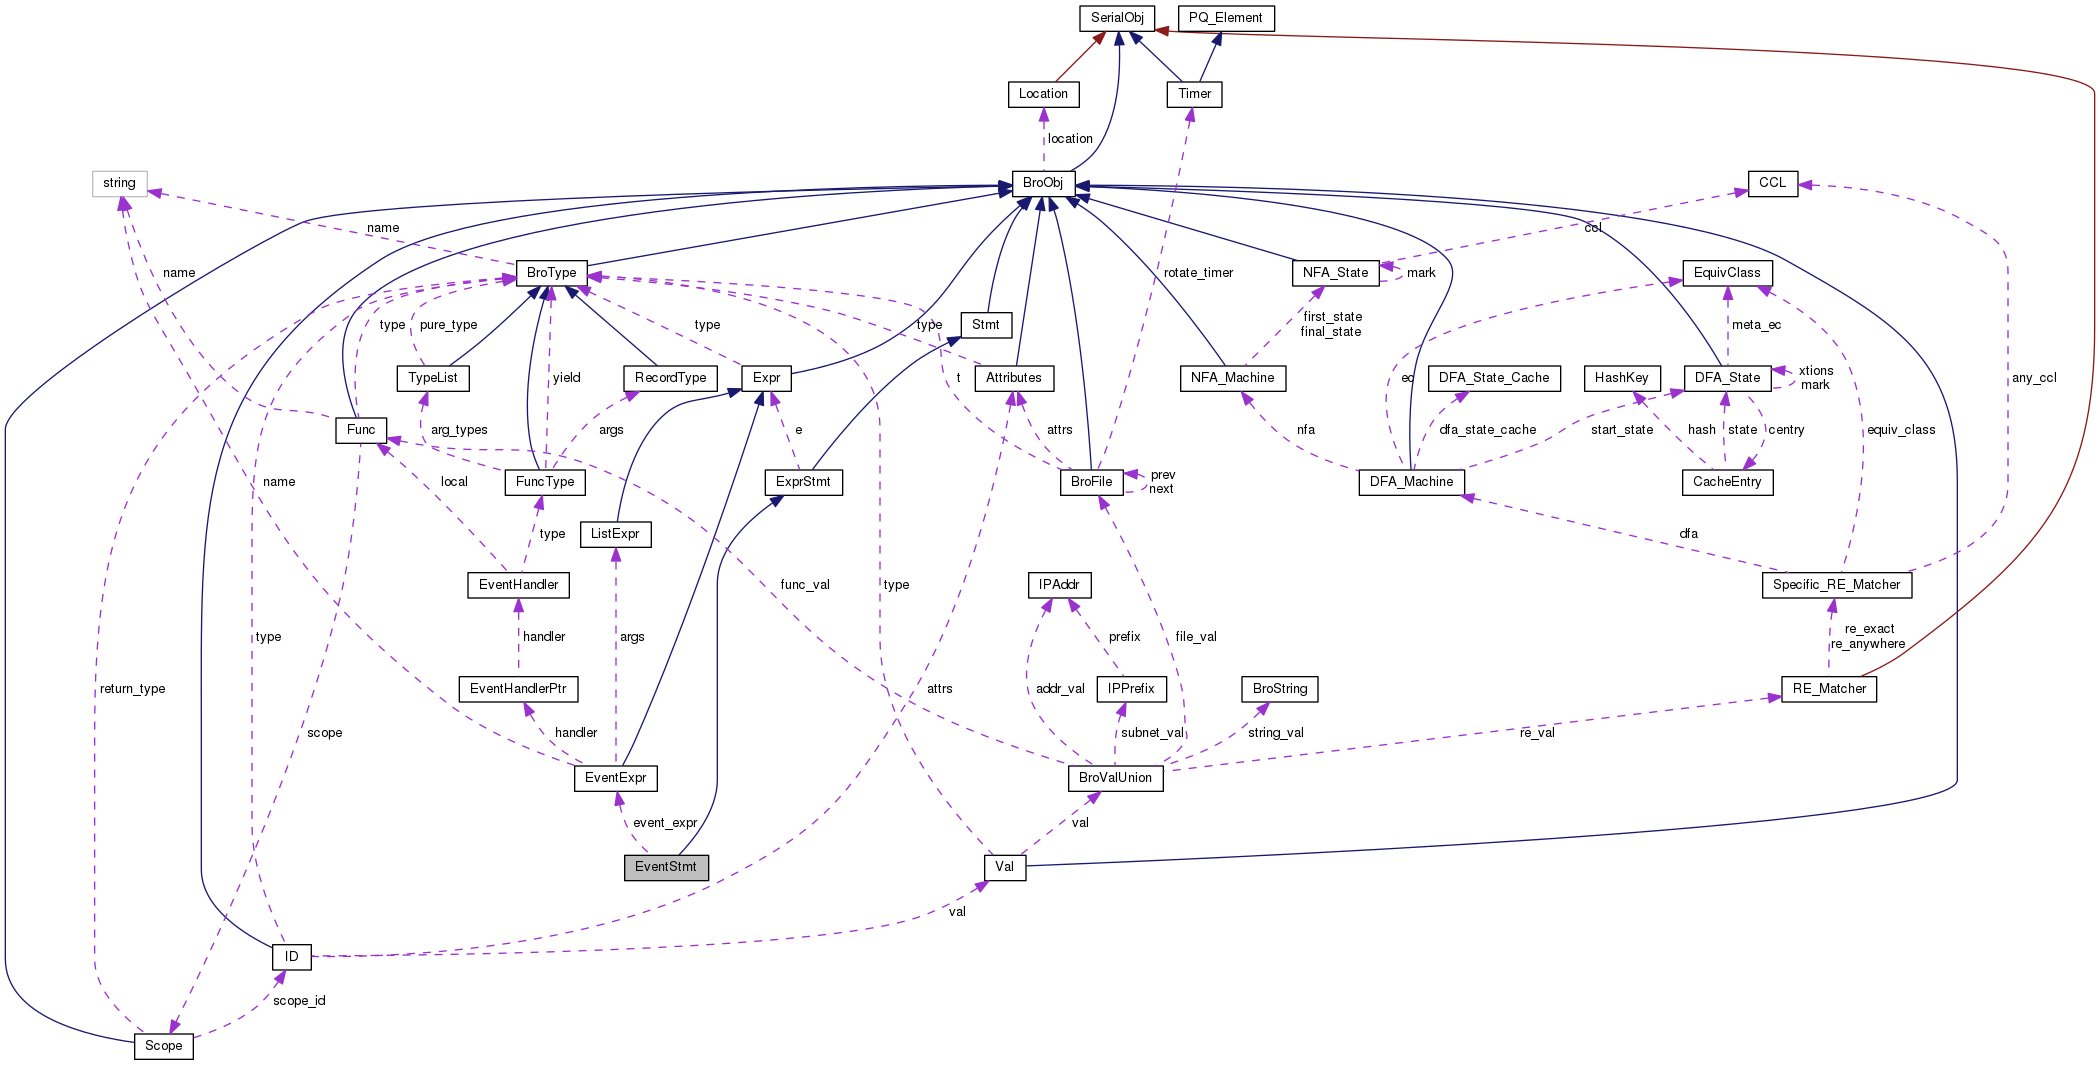 SerialObj
PQ_Element
Location
Timer
location
string
BroObj
CCL
name
ccl
name
BroType
rotate_timer
NFA_State
mark
EquivClass
type
pure_type
type
type
Stmt
first_state
final_state
meta_ec
TypeList
yield
RecordType
Expr
t
Attributes
NFA_Machine
ec
DFA_State_Cache
HashKey
DFA_State
xtions
mark
any_ccl
Func
arg_types
args
e
attrs
nfa
dfa_state_cache
start_state
hash
state
centry
equiv_class
name
local
FuncType
ExprStmt
BroFile
prev
next
DFA_Machine
CacheEntry
type
ListExpr
dfa
EventHandler
func_val
type
IPAddr
Specific_RE_Matcher
type
handler
args
prefix
file_val
re_exact
re_anywhere
return_type
EventHandlerPtr
attrs
addr_val
IPPrefix
BroString
RE_Matcher
scope
handler
subnet_val
string_val
re_val
EventExpr
BroValUnion
event_expr
val
EventStmt
Val
val
ID
scope_id
Scope